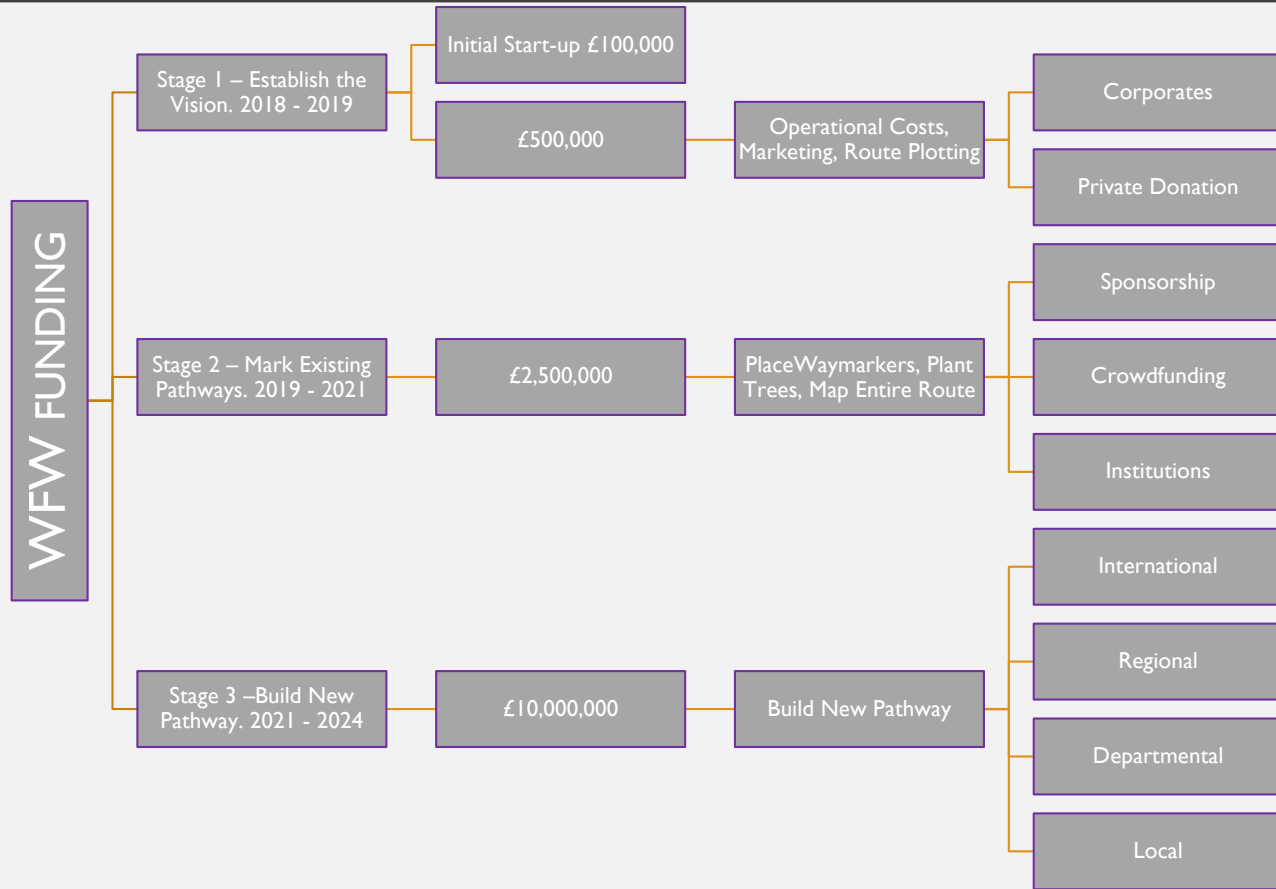 WFW FUNDING
Stage 1 – Establish the
Vision. 2018 - 2019
Initial Start-up £100,000
£500,000
Operational Costs,
Marketing, Route Plotting
Corporates
Private Donation
Stage 2 – Mark Existing
Pathways. 2019 - 2021
£2,500,000
PlaceWaymarkers, Plant
Trees, Map Entire Route
Sponsorship
Crowdfunding
Institutions
Stage 3 –Build New
Pathway. 2021 - 2024
£10,000,000
Build New Pathway
International
Regional
Departmental
Local